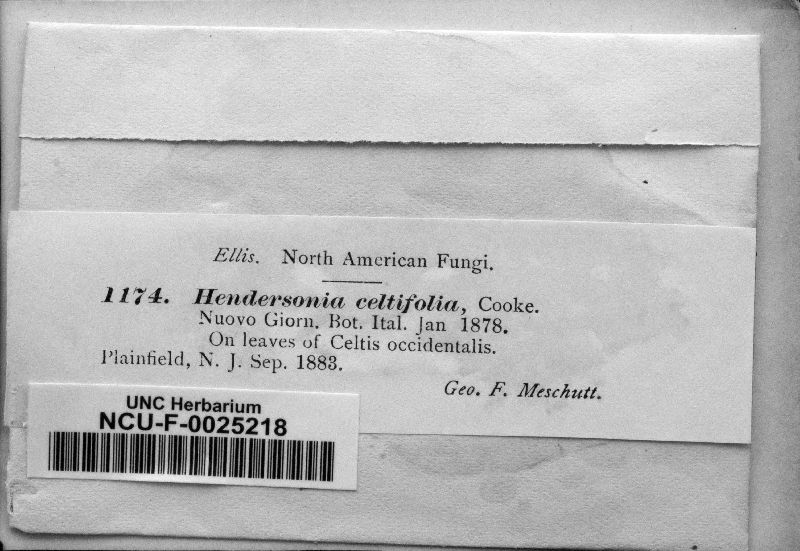 Ellis. North American Fungi.
1174. Hendersonia celtifolia, Cooke.
Nuovo Giorn. Bot. Ital. Jan 1878.
On leaves of Celtis occidentalis.
Plainfield, N. J. Sep. 1883.
Geo. F. Meschutt.
UNC Herbarium
NCU-F-0025218